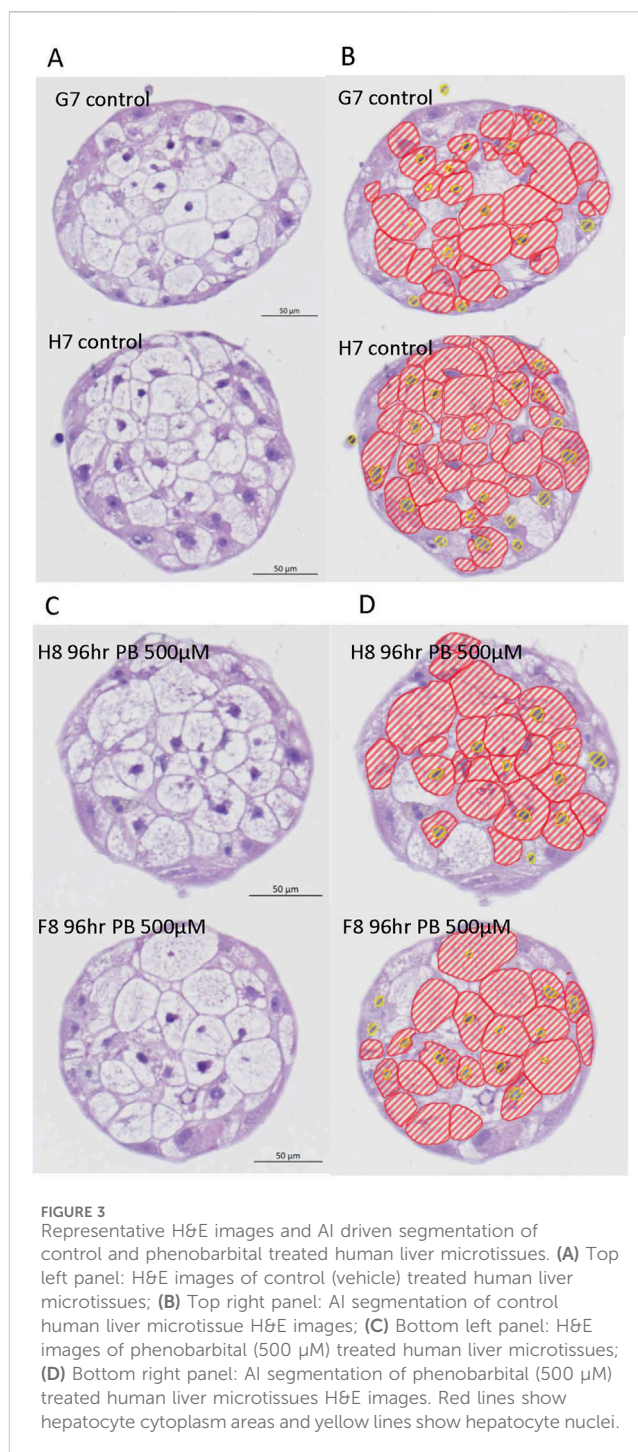 A
B
G7 control
G7 control
50 µm
H7 control
H7 control
50 µm
C
D
H8 96hr PB 500µM
H8 96hr PB 500µM
50 µm
F8 96hr PB 500µM
F8 96hr PB 500µM
50 µm
FIGURE 3
Representative H&E images and AI driven segmentation of
control and phenobarbital treated human liver microtissues. (A) Top
left panel: H&E images of control (vehicle) treated human liver
microtissues; (B) Top right panel: AI segmentation of control
human liver microtissue H&E images; (C) Bottom left panel: H&E
images of phenobarbital (500 µM) treated human liver microtissues;
(D) Bottom right panel: AI segmentation of phenobarbital (500 µM)
treated human liver microtissues H&E images. Red lines show
hepatocyte cytoplasm areas and yellow lines show hepatocyte nuclei.